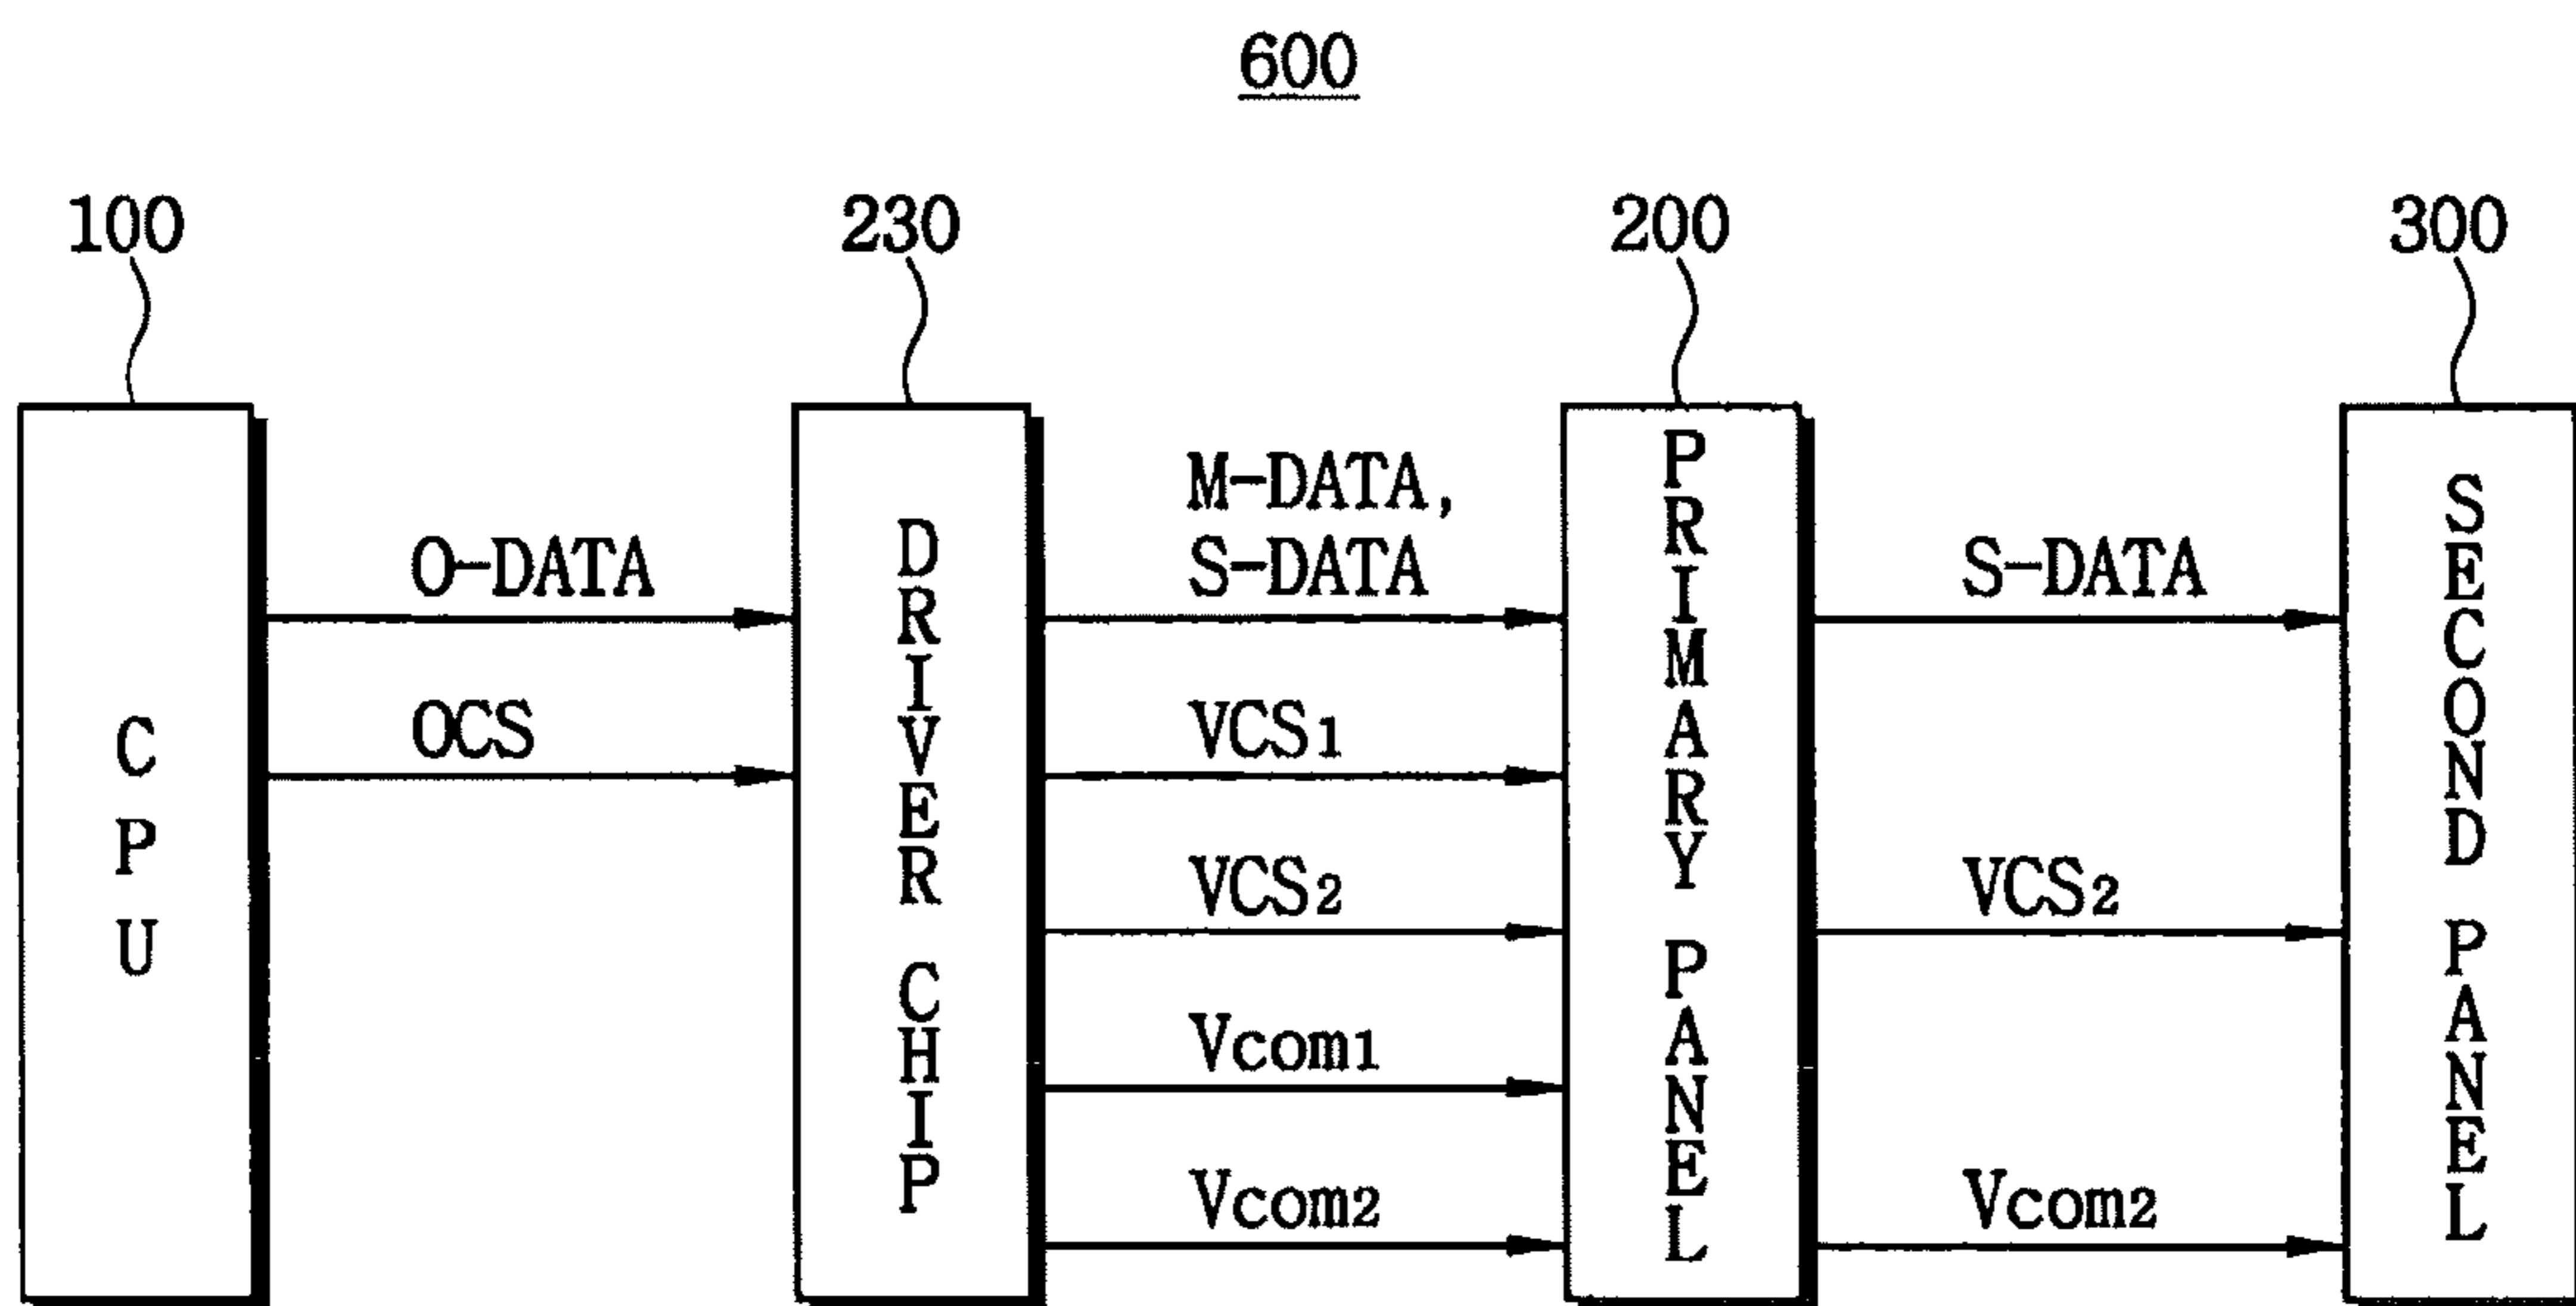 600
100
230
200
300
CPU
O-DATA
OCS
DRIVER CHIP
M-DATA,
S-DATA
VCS1
VCS2
Vcom1
Vcom2
PRIMARY PANEL
S-DATA
VCS2
Vcom2
SECOND PANEL